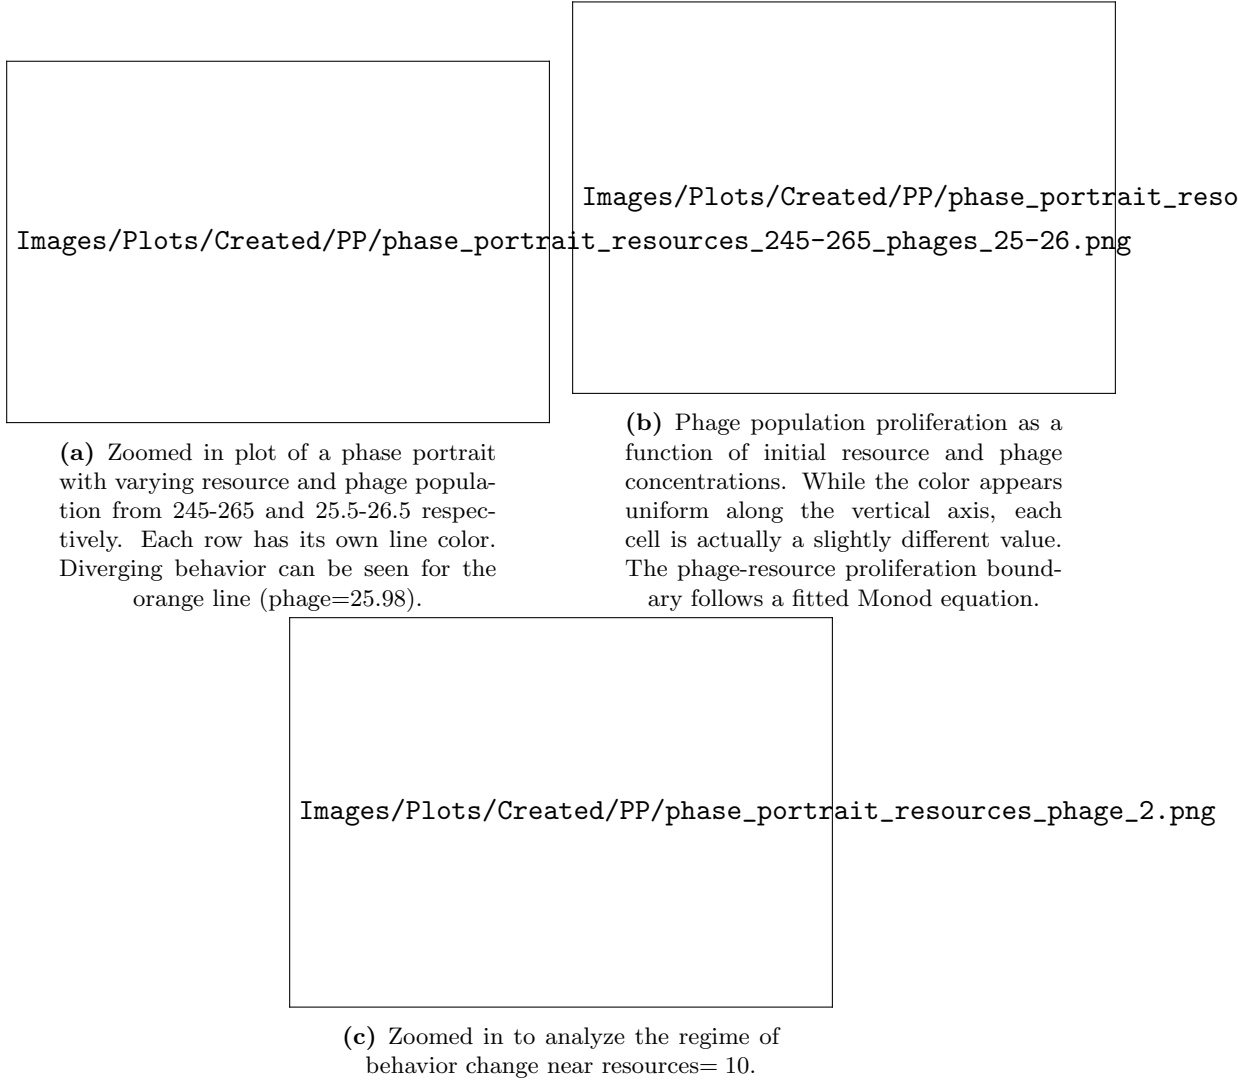 Images/Plots/Created/PP/phase_portrait_reso
Images/Plots/Created/PP/phase_portrait_resources_245-265_phages_25-26.png
(a) Zoomed in plot of a phase portrait
with varying resource and phage popula-
tion from 245-265 and 25.5-26.5 respec-
tively. Each row has its own line color.
Diverging behavior can be seen for the
orange line (phage=25.98).
(b) Phage population proliferation as a
function of initial resource and phage
concentrations. While the color appears
uniform along the vertical axis, each
cell is actually a slightly different value.
The phage-resource proliferation bound-
ary follows a fitted Monod equation.
Images/Plots/Created/PP/phase_portrait_resources_phage_2.png
(c) Zoomed in to analyze the regime of
behavior change near resources= 10.